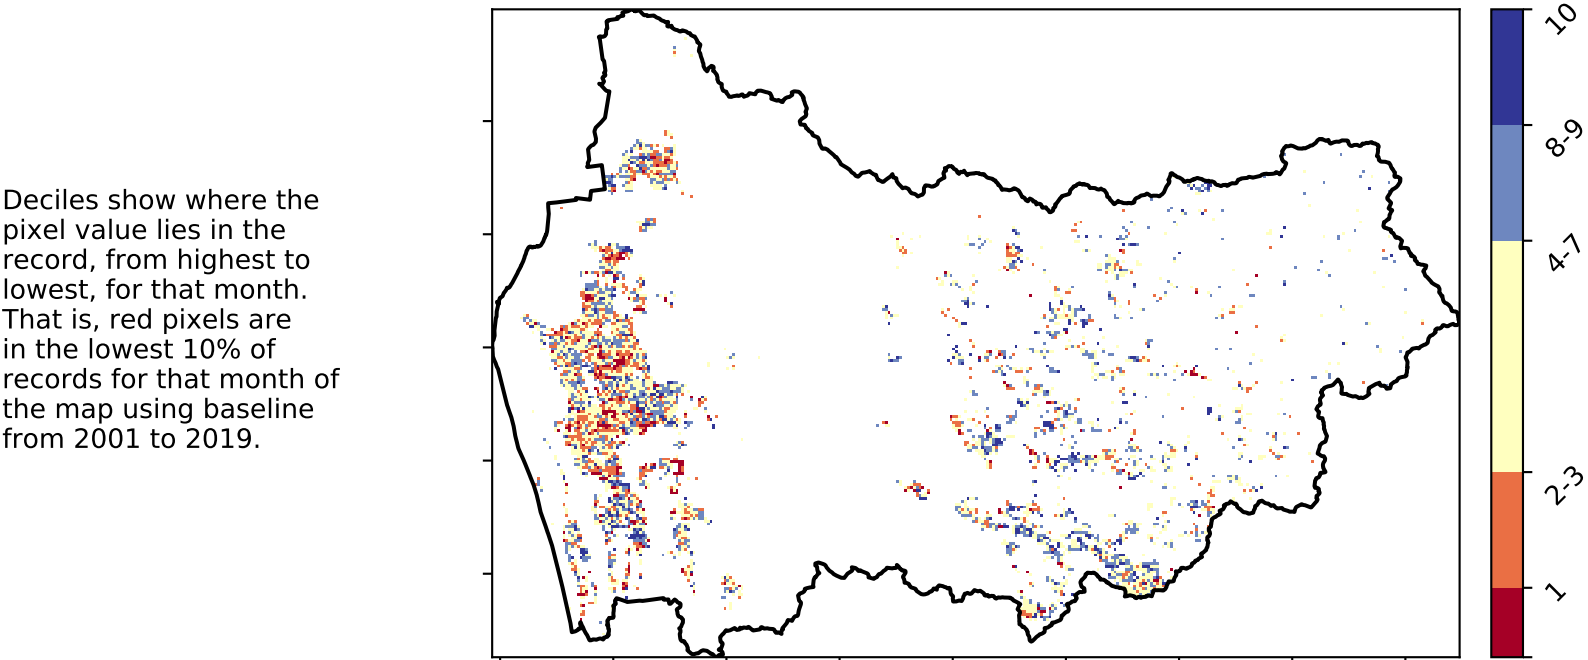 Deciles show where the
pixel value lies in the
record, from highest to
lowest, for that month.
That is, red pixels are
in the lowest 10% of
records for that month of
the map using baseline
from 2001 to 2019.
10
8-9
4-7
2-3
1